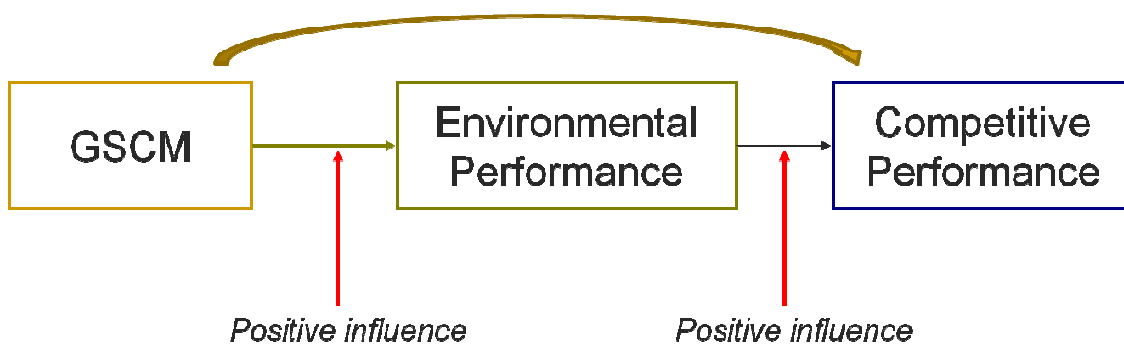 GSCM
Environmental
Performance
Competitive
Performance
Positive influence
Positive influence